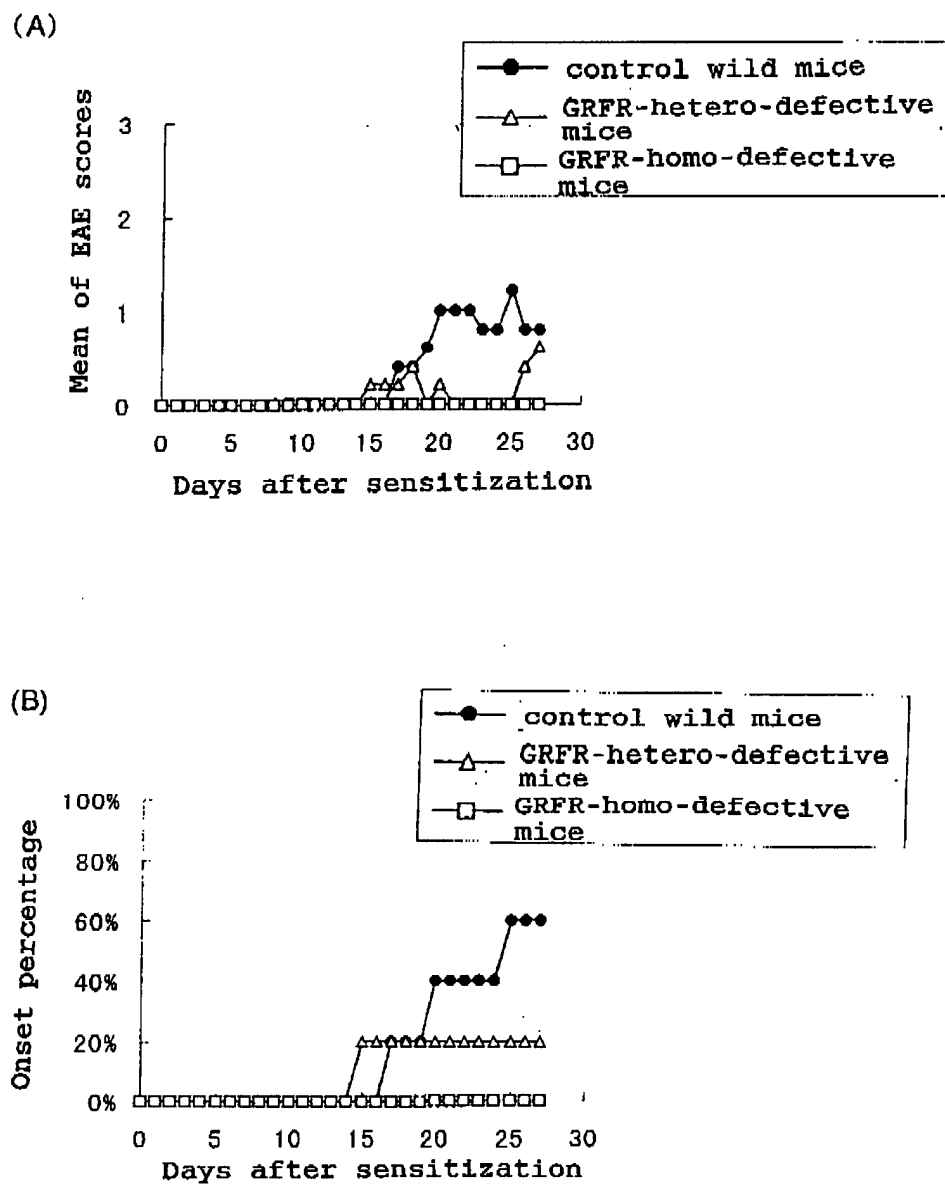 (A)
control wild mice
GRFR-hetero-defective
mice
GRFR-homo-defective
mice
Mean of EAE scores
3
2
1
0
0 5 10 15 20 25 30
Days after sensitization
(B)
control wild mice
GRFR-hetero-defective
mice
GRFR-homo-defective
mice
Onset percentage
100%
80%
60%
40%
20%
0%
0 5 10 15 20 25 30
Days after sensitization